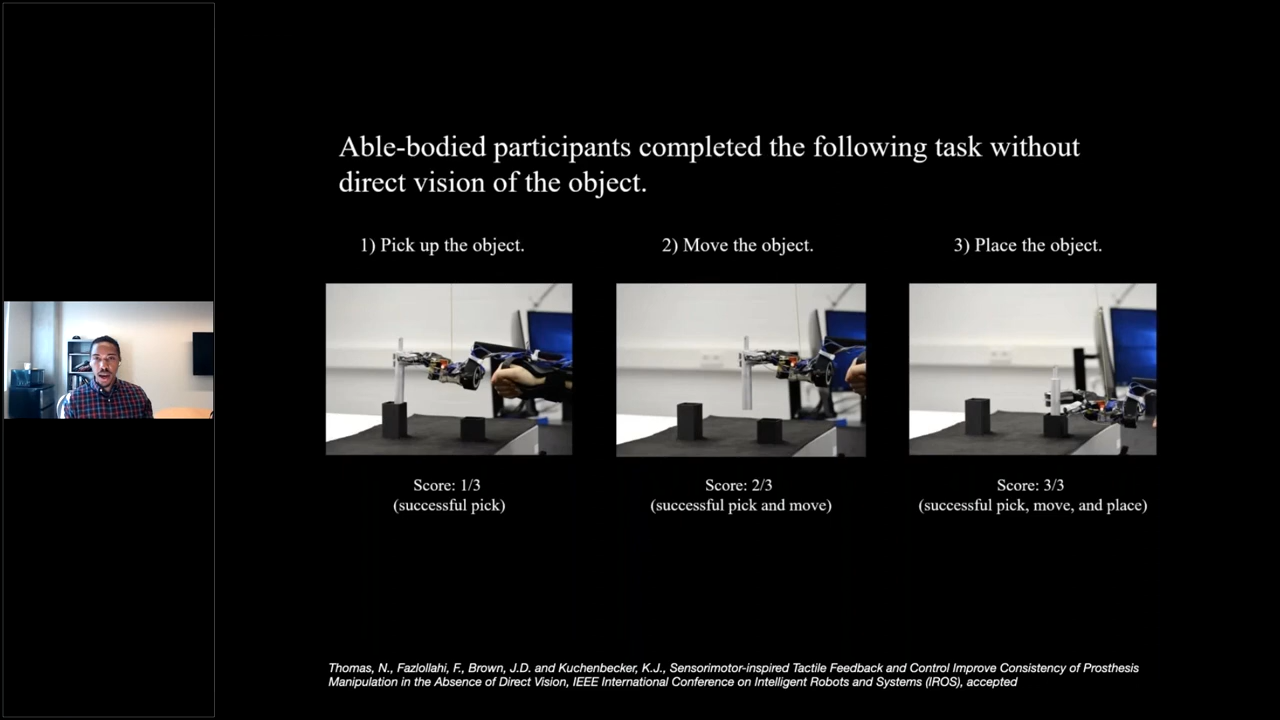 Able-bodied participants completed the following task without
direct vision of the object.
1) Pick up the object.
2) Move the object.
3) Place the object.
Score: 1/3
(successful pick)
Score: 2/3
(successful pick and move)
Score: 3/3
(successful pick, move, and place)
Thomas, N., Fazlollahi, F., Brown, J.D. and Kuchenbecker, K.J., Sensorimotor-inspired Tactile Feedback and Control Improve Consistency of Prosthesis
Manipulation in the Absence of Direct Vision, IEEE International Conference on Intelligent Robots and Systems (IROS), accepted